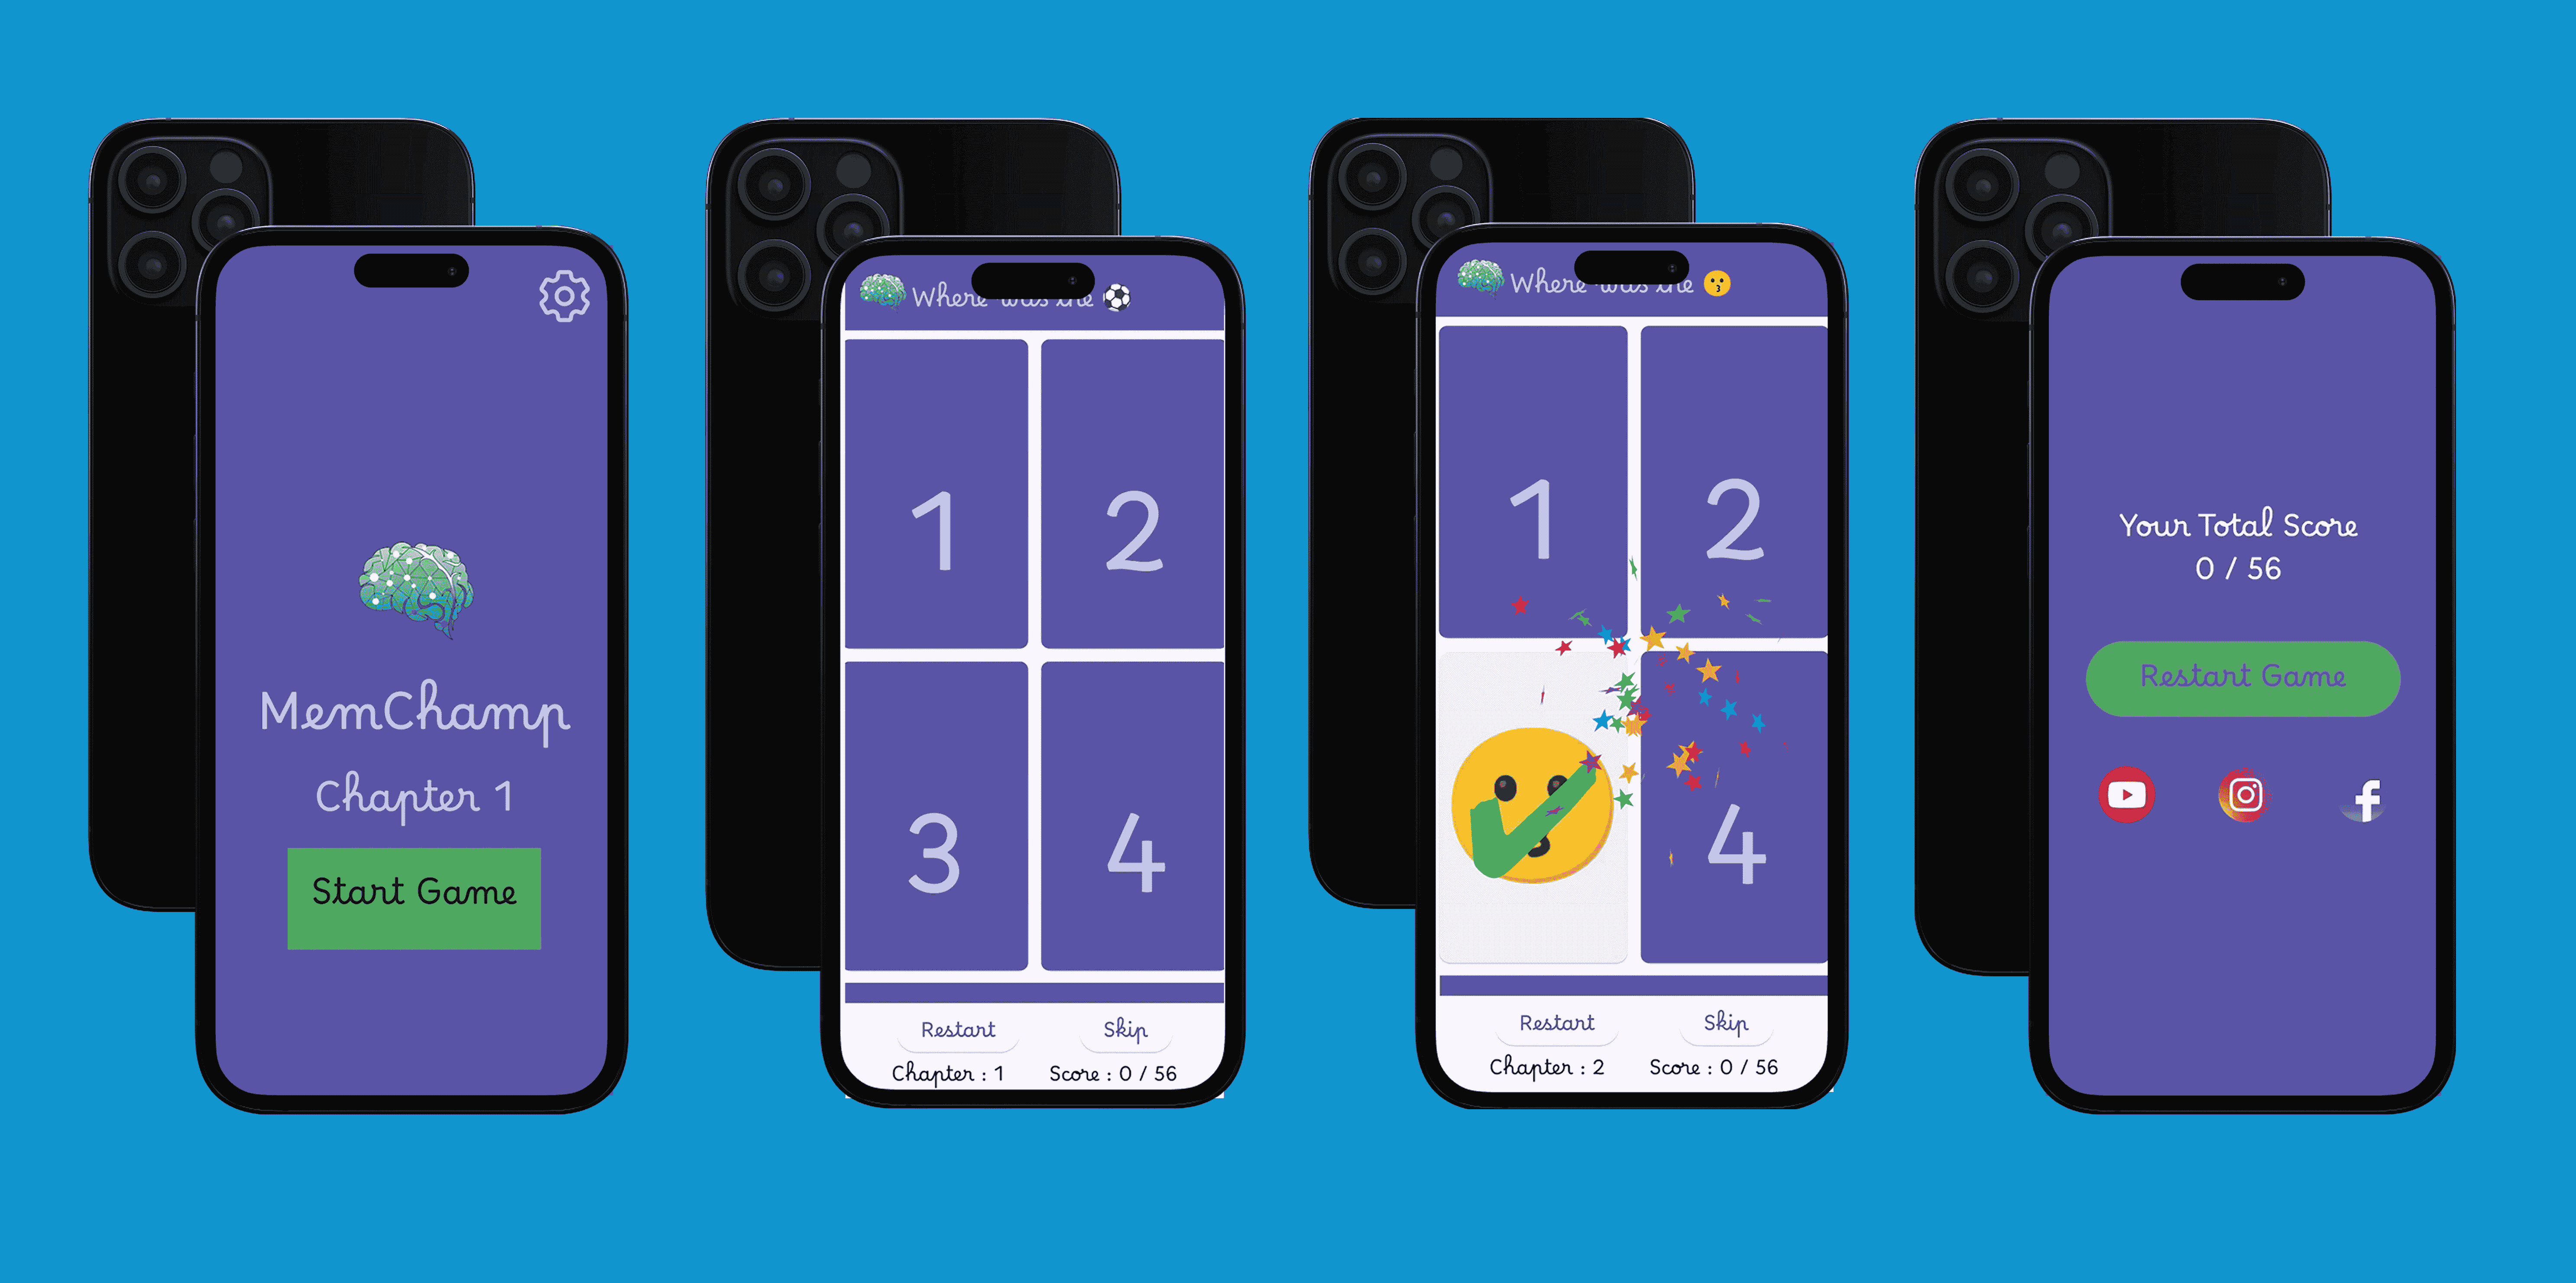 MemChamp
Chapter 1
Start Game
Where was the
1
2
3
4
Restart
Skip
Chapter : 1
Score : 0 / 56
Where was the
1
2
4
Restart
Skip
Chapter : 2
Score : 0 / 56
Your Total Score
0 / 56
Restart Game